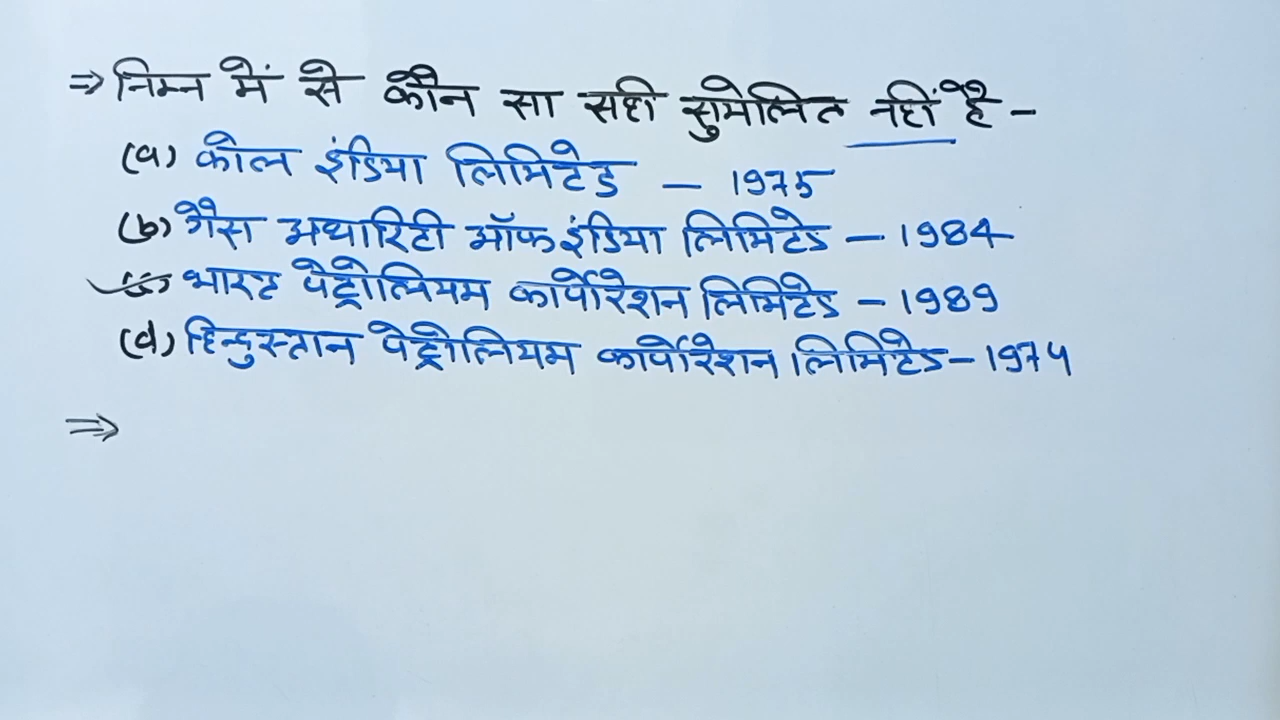 ⇒ निम्न में से कौन सा सही सुमेलित नहीं है -
(a) कोल इंडिया लिमिटेड - 1975
(b) गैस अथारिटी ऑफ इंडिया लिमिटेड - 1984
(c) भारत पेट्रोलियम कार्पोरेशन लिमिटेड - 1989
(d) हिन्दुस्तान पेट्रोलियम कार्पोरेशन लिमिटेड - 1974
⇒